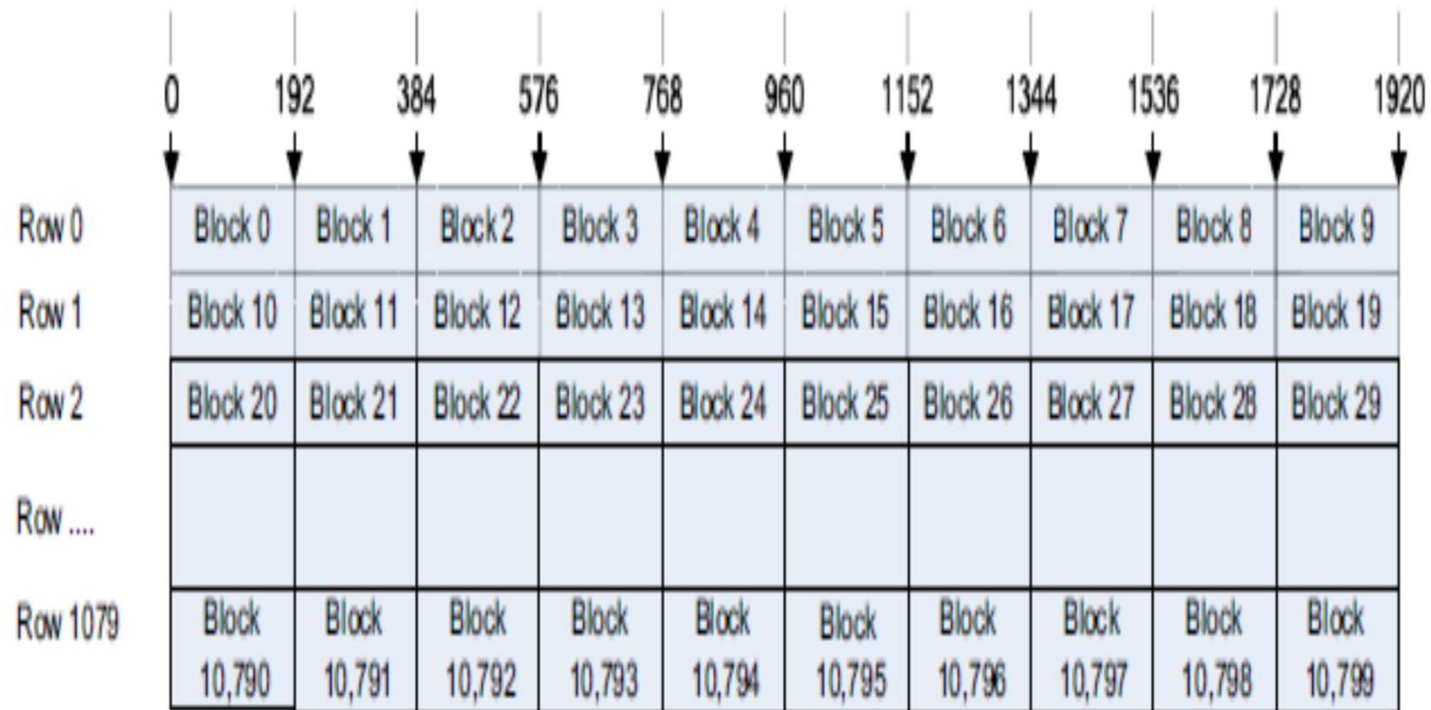 0 192 384 576 768 960 1152 1344 1536 1728 1920
Row 0 Block 0 Block 1 Block 2 Block 3 Block 4 Block 5 Block 6 Block 7 Block 8 Block 9
Row 1 Block 10 Block 11 Block 12 Block 13 Block 14 Block 15 Block 16 Block 17 Block 18 Block 19
Row 2 Block 20 Block 21 Block 22 Block 23 Block 24 Block 25 Block 26 Block 27 Block 28 Block 29
Row ....
Row 1079 Block Block Block Block Block Block Block Block Block Block
10,790 10,791 10,792 10,793 10,794 10,795 10,796 10,797 10,798 10,799